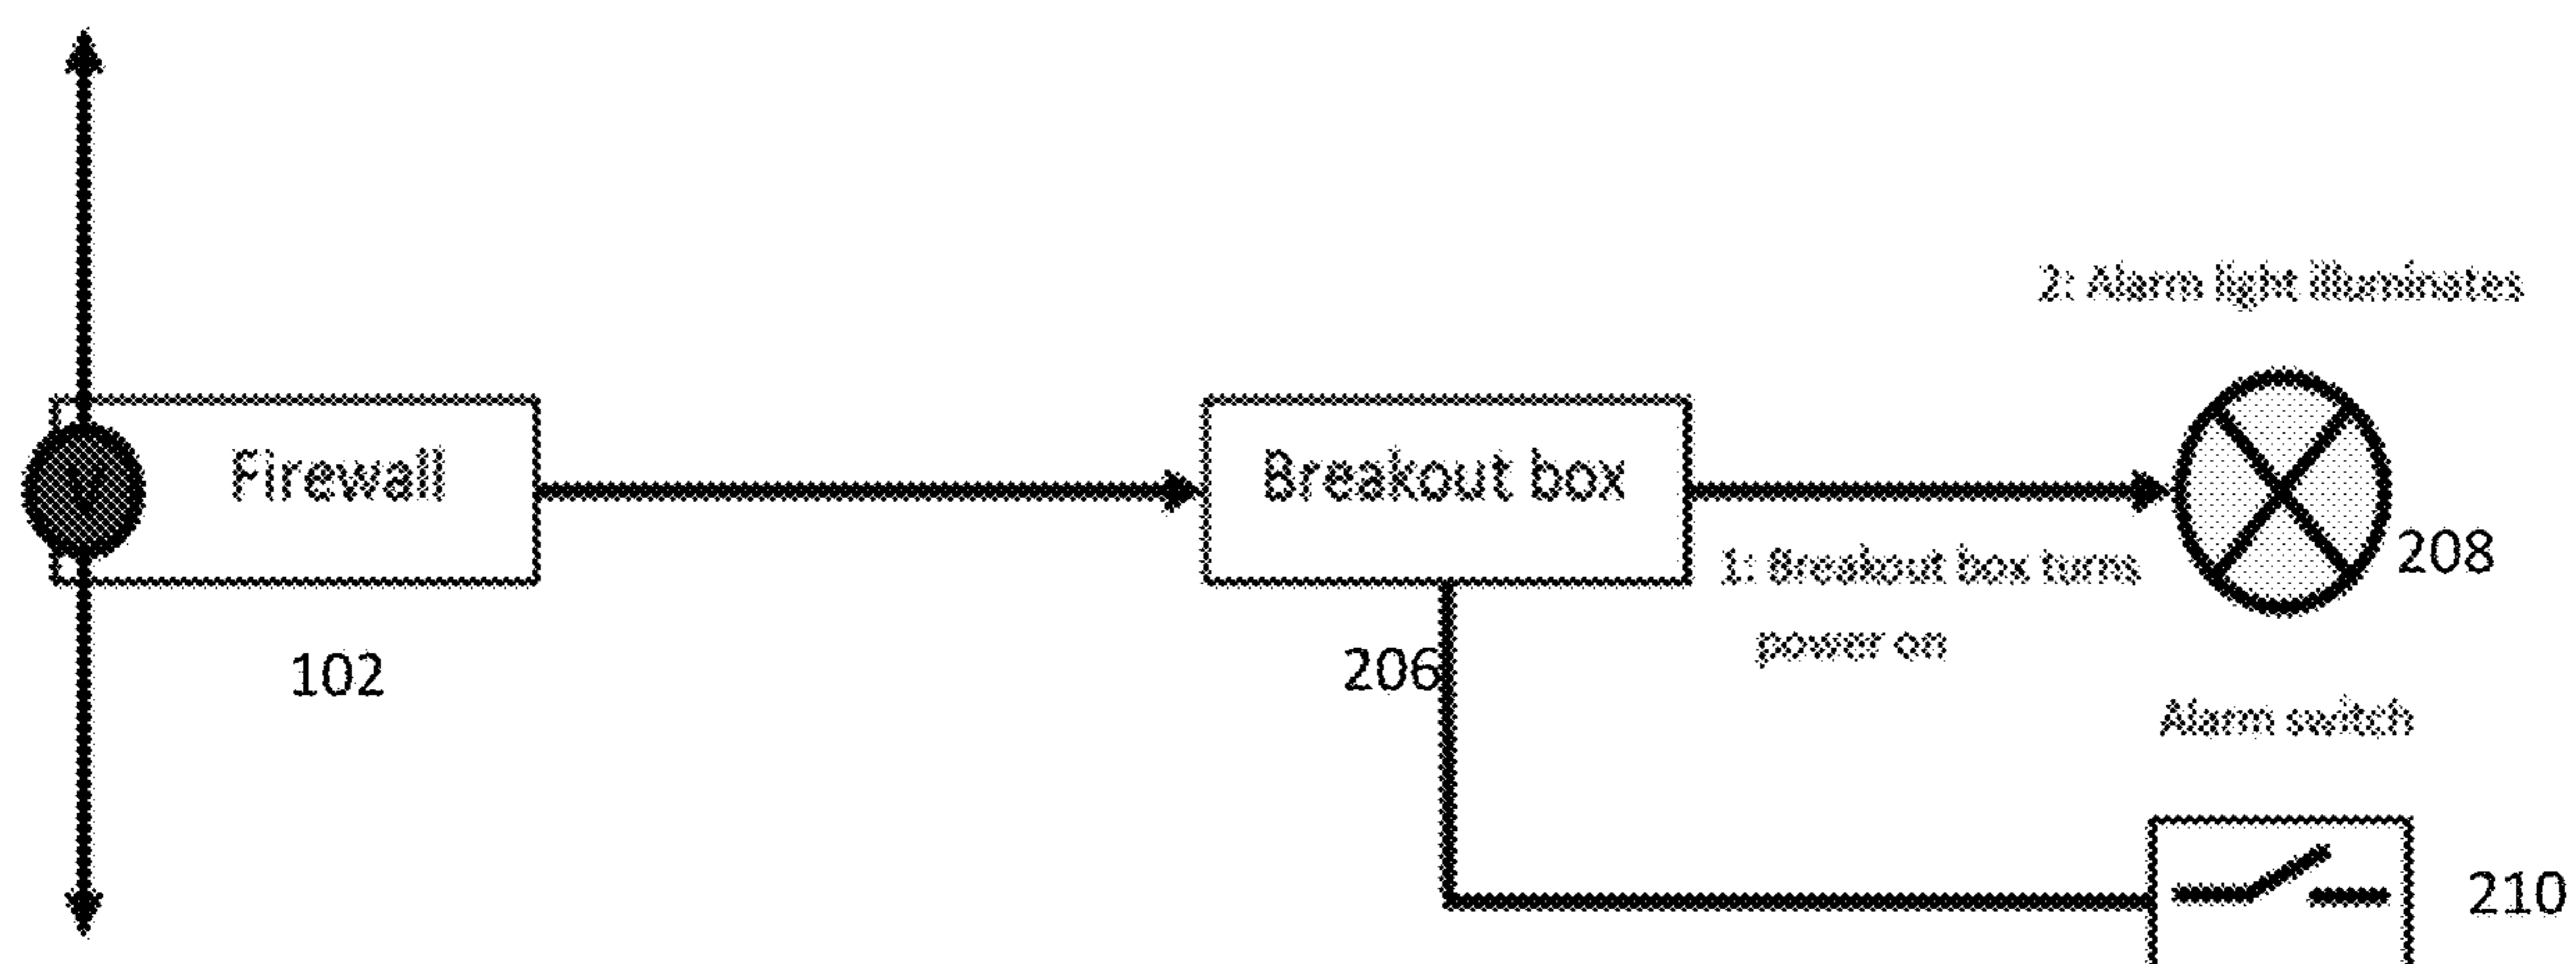 2: Alarm light illuminates
V
Firewall
Breakout box
208
1: Breakout box turns
power on
102
206
Alarm switch
210